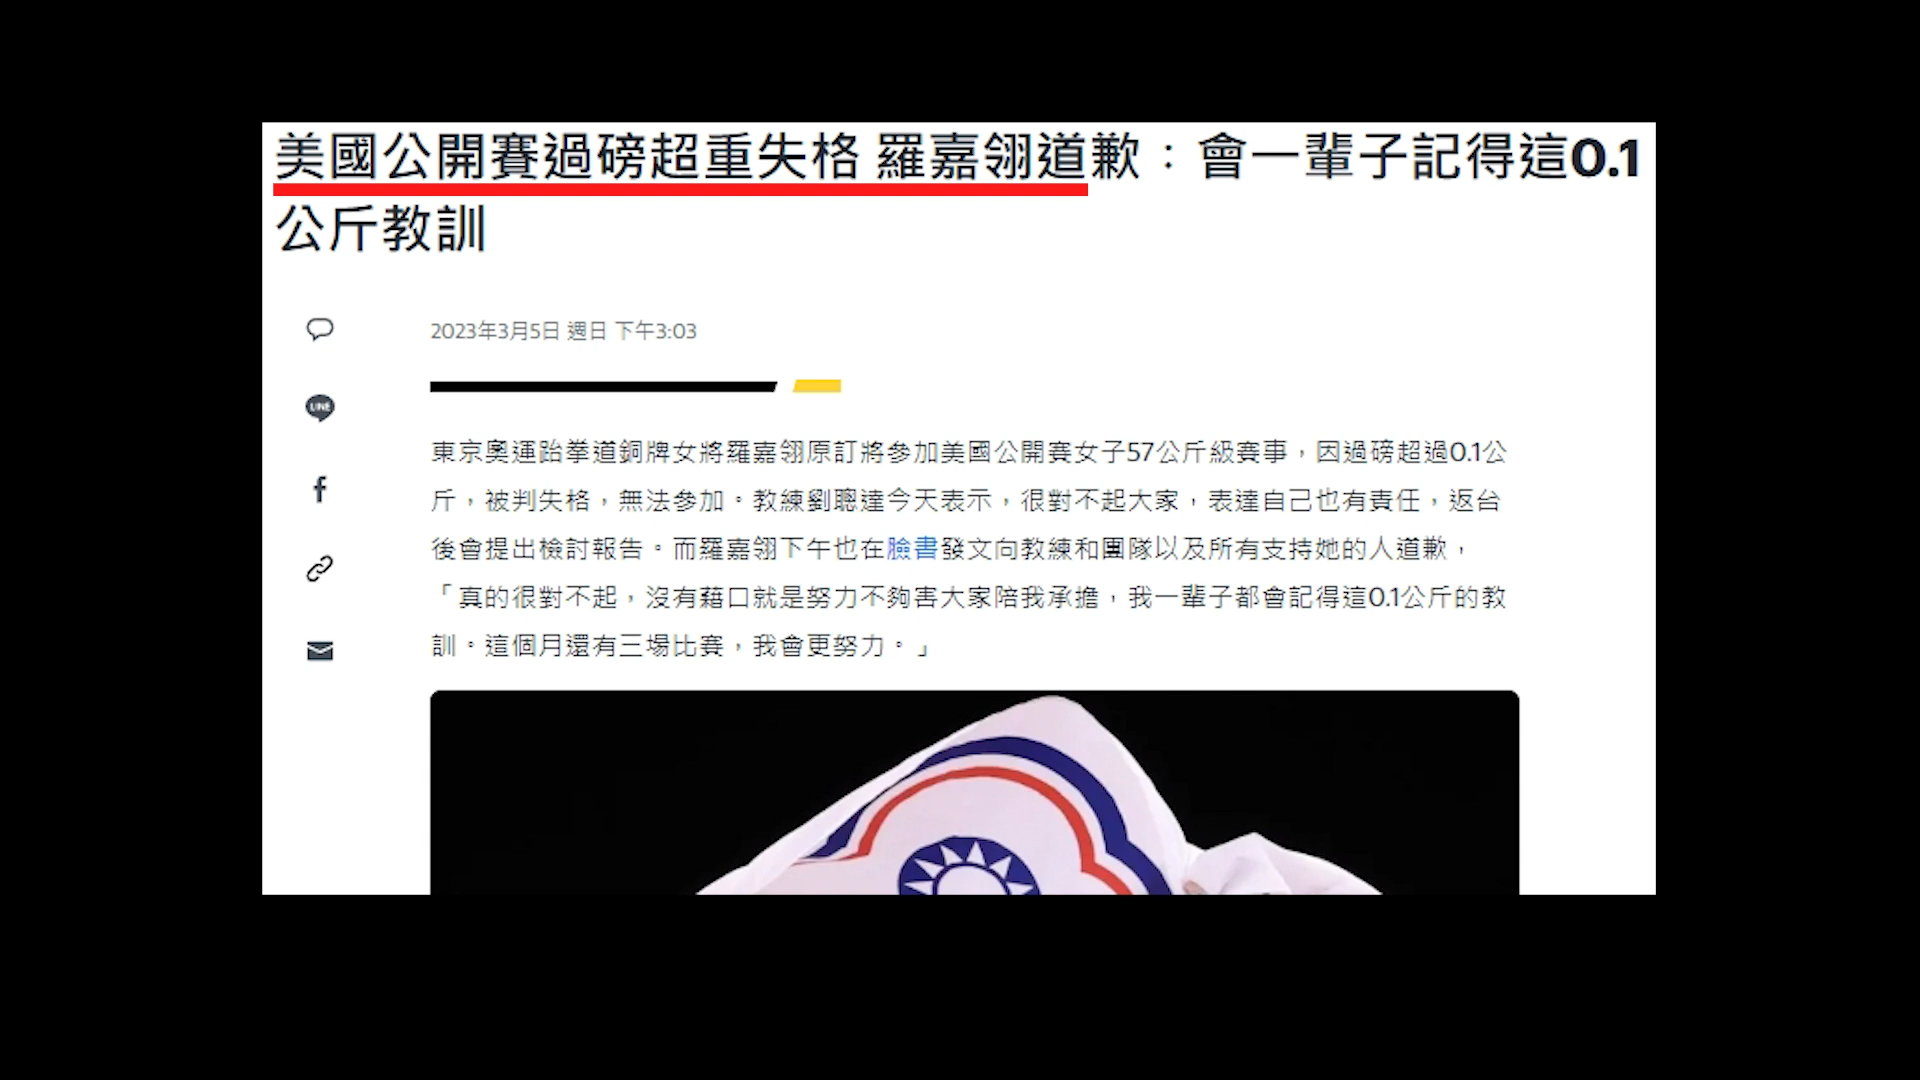 美國公開賽過磅超重失格 羅嘉翎道歉：會一輩子記得這0.1
公斤教訓
2023年3月5日 週日 下午3:03
LINE
東京奧運跆拳道銅牌女將羅嘉翎原訂將參加美國公開賽女子57公斤級賽事，因過磅超過0.1公
斤，被判失格，無法參加。教練劉聰達今天表示，很對不起大家，表達自己也有責任，返台
後會提出檢討報告。而羅嘉翎下午也在臉書發文向教練和團隊以及所有支持她的人道歉，
「真的很對不起，沒有藉口就是努力不夠害大家陪我承擔，我一輩子都會記得這0.1公斤的教
訓。這個月還有三場比賽，我會更努力。」